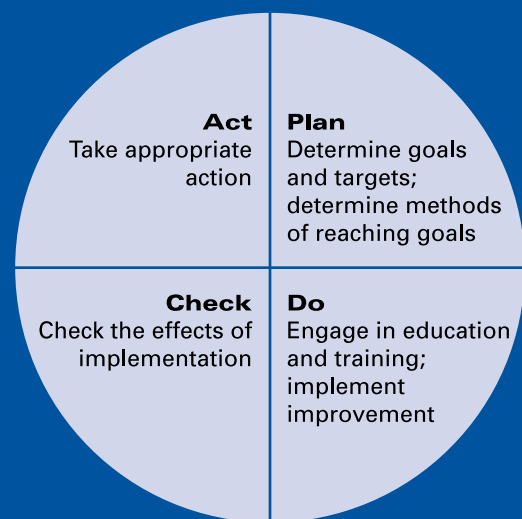 Act
Take appropriate
action
Plan
Determine goals
and targets;
determine methods
of reaching goals
Check
Check the effects of
implementation
Do
Engage in education
and training;
implement
improvement